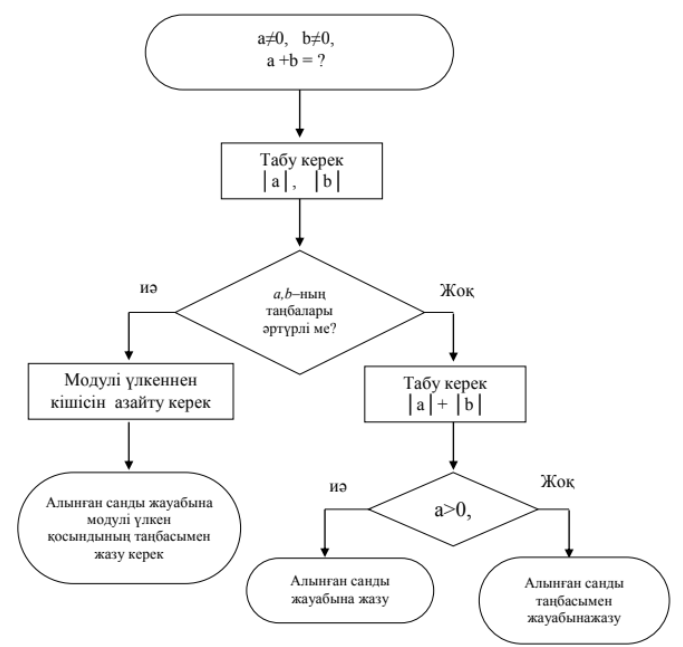 a≠0, b≠0,
a +b = ?
Табу керек
|a|, |b|
иә
Жоқ
a,b–ның
таңбалары
әртүрлі ме?
Модулі үлкеннен
кішісін азайту керек
Табу керек
|a|+ |b|
Алынған санды жауабына
модулі үлкен
қосындының таңбасымен
жазу керек
иә
Жоқ
a>0,
Алынған санды
жауабына жазу
Алынған санды
таңбасымен
жауабынажазу